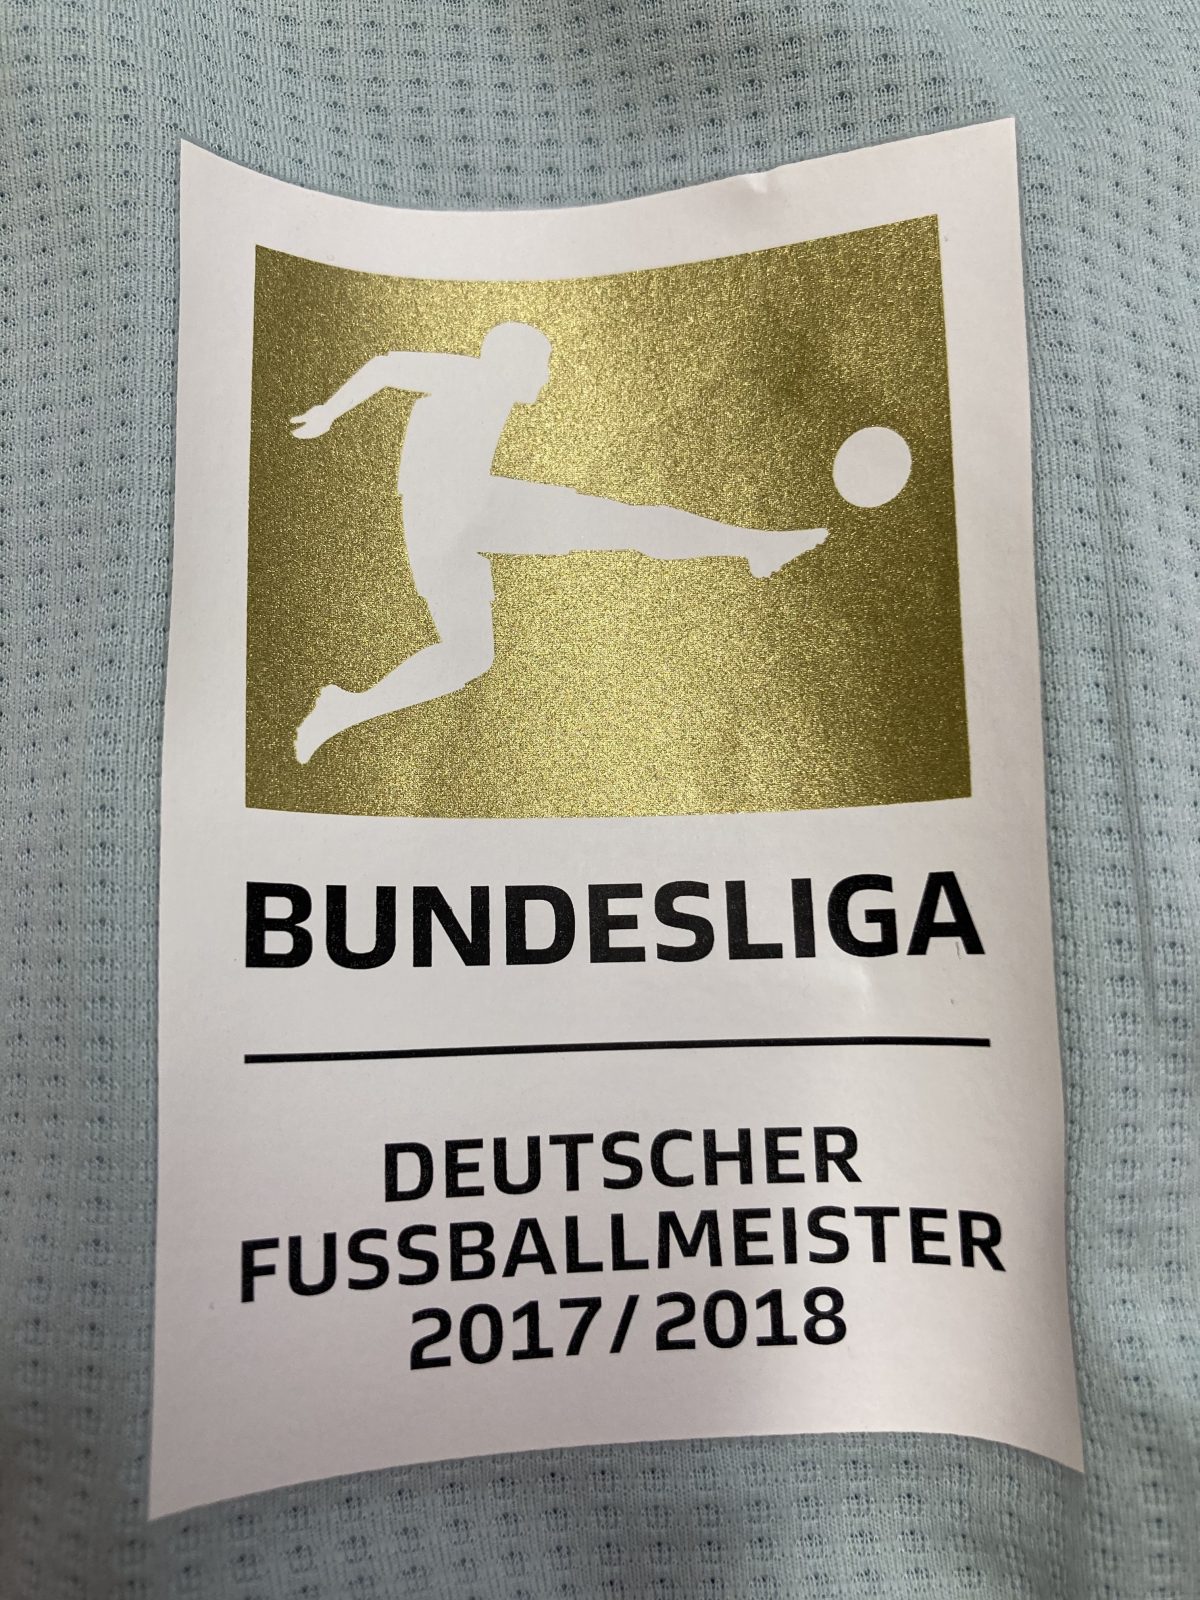 BUNDESLIGA
DEUTSCHER
FUSSBALLMEISTER
2017/2018